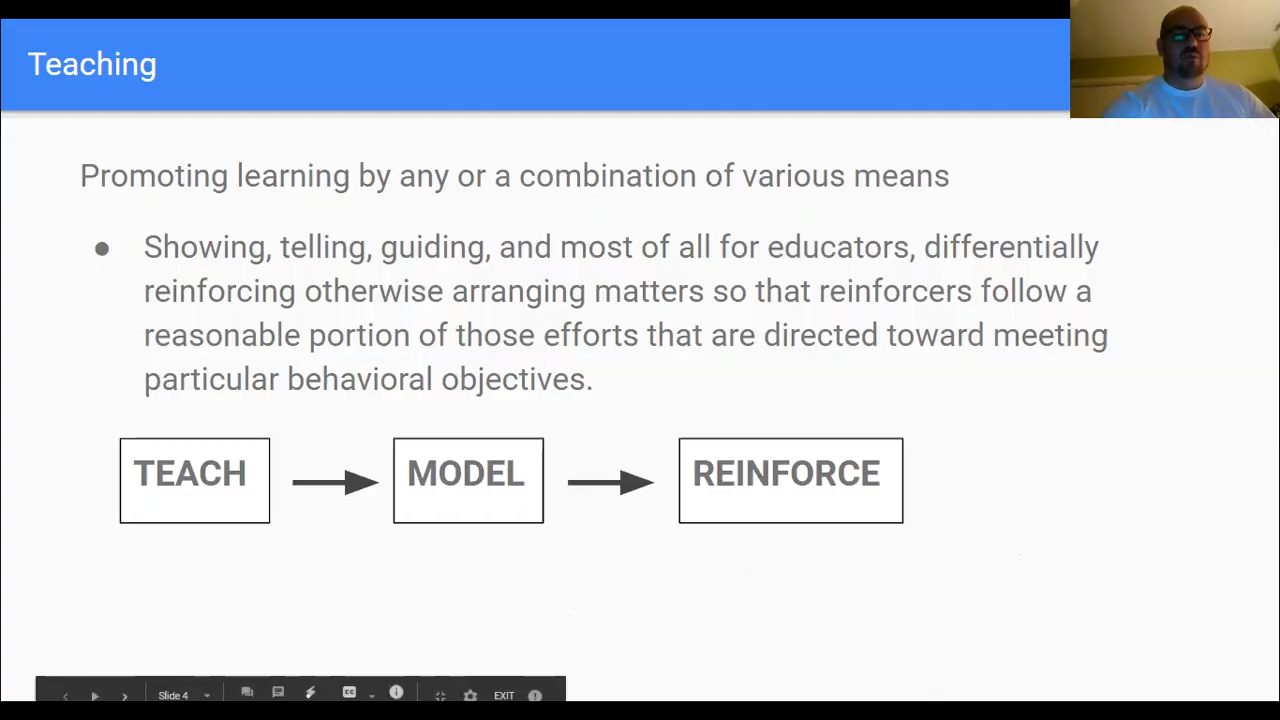 Teaching
Promoting learning by any or a combination of various means
● Showing, telling, guiding, and most of all for educators, differentially
reinforcing otherwise arranging matters so that reinforcers follow a
reasonable portion of those efforts that are directed toward meeting
particular behavioral objectives.
TEACH
MODEL
REINFORCE
Slide 4
CC
EXIT